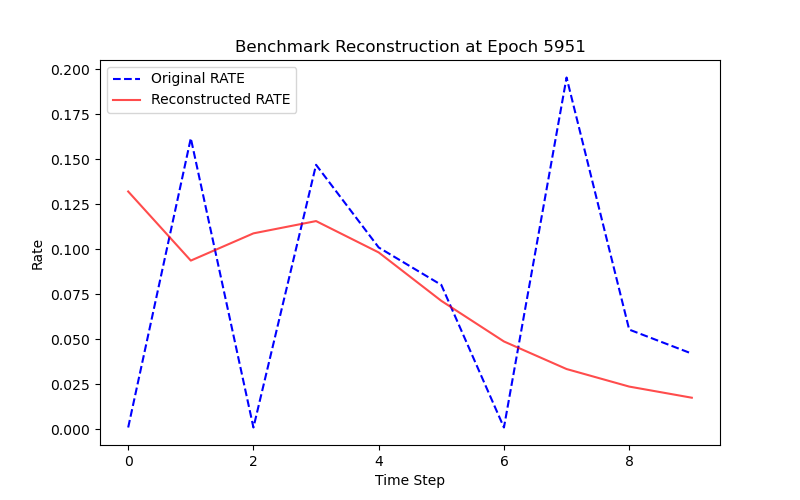 Benchmark Reconstruction at Epoch 5951
Original RATE
Reconstructed RATE
0.200
0.175
0.150
0.125
0.100
0.075
0.050
0.025
0.000
Rate
0 2 4 6 8
Time Step